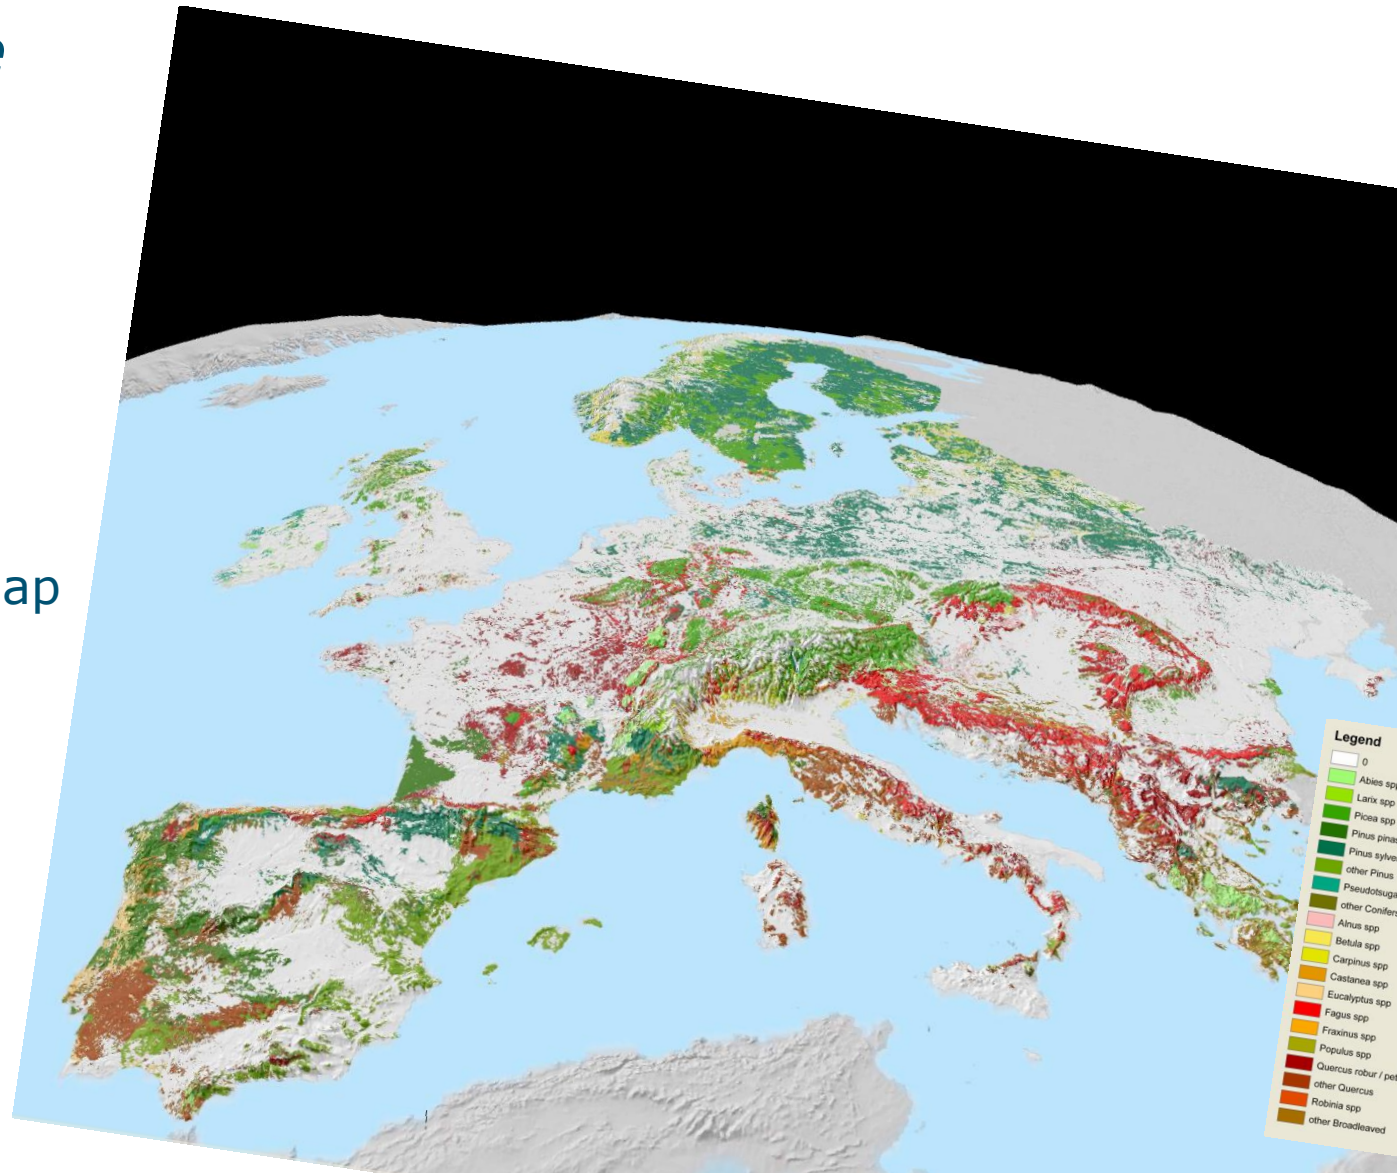 e
ap
Legend
0
Abies sp
Larix spp
Picea spp
Pinus pinas
Pinus sylve
other Pinus
Pseudotsuga
other Conifers
Alnus spp
Betula spp
Carpinus spp
Castanea spp
Eucalyptus spp
Fagus spp
Fraxinus spp
Populus spp
Quercus robur / pet
other Quercus
Robinia spp
other Broadleaved